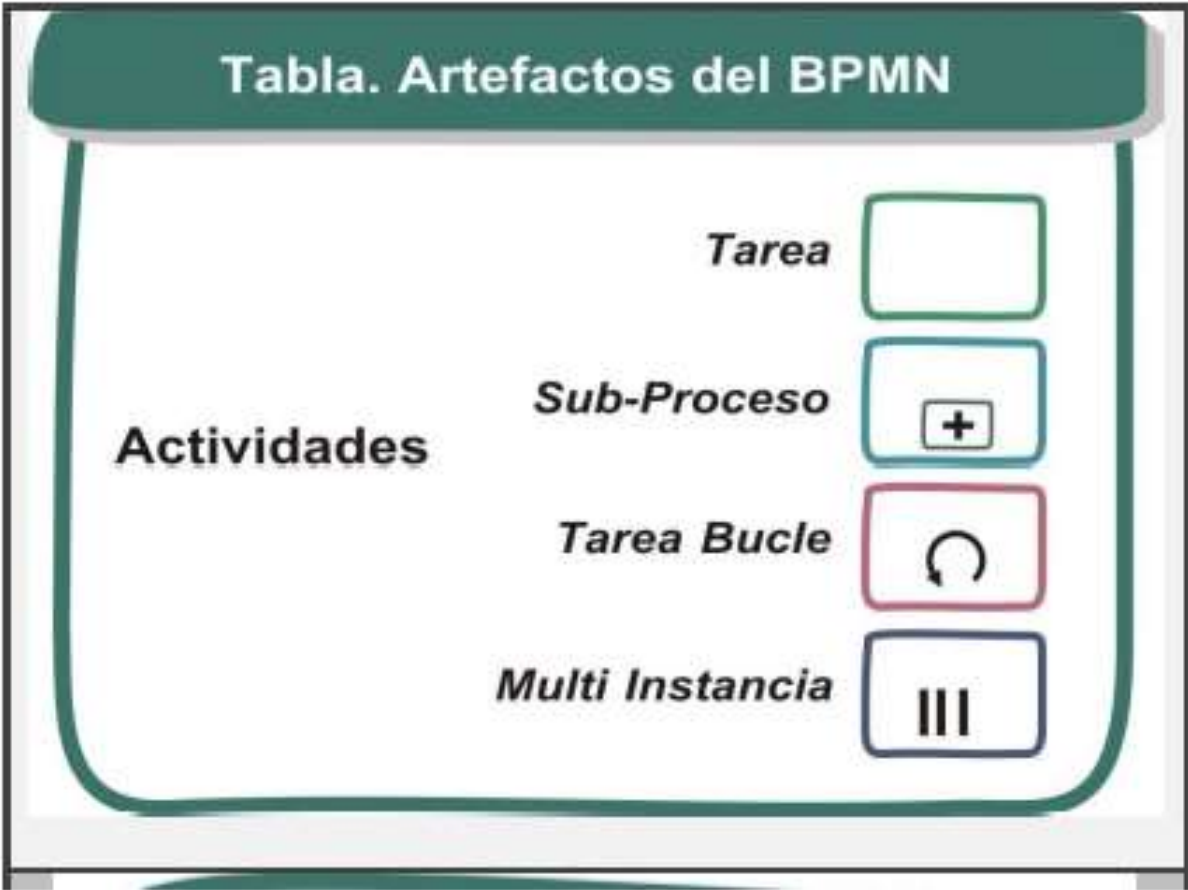 Tabla. Artefactos del BPMN
Tarea
Sub-Proceso
Actividades
Tarea Bucle
Multi Instancia